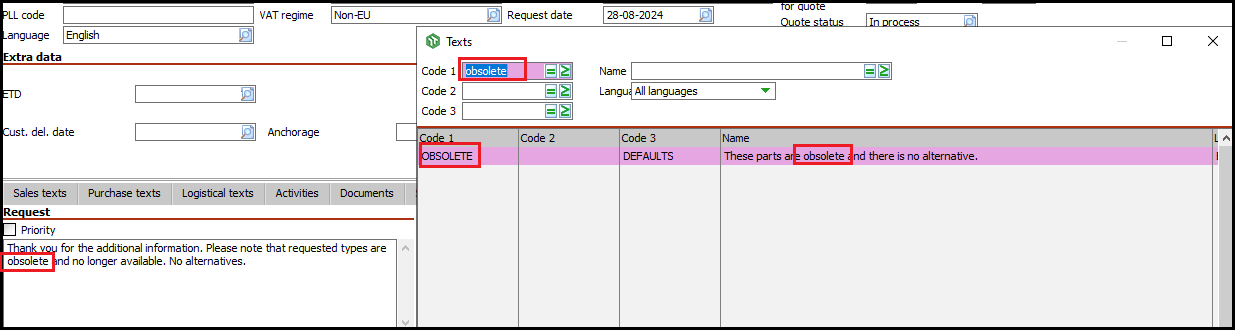 PLL code
VAT regime Non-EU
Request date 28-08-2024
for quote
Quote status In process
Language English
Extra data
ETD
Cust. del. date
Anchorage
Sales texts Purchase texts Logistical texts Activities Documents
Request
Priority
Thank you for the additional information. Please note that requested types are
obsolete and no longer available. No alternatives.
Texts
Code 1 obsolete
Name
Code 2
Langua All languages
Code 3
Code 1 Code 2 Code 3 Name
OBSOLETE DEFAULTS These parts are obsolete and there is no alternative.